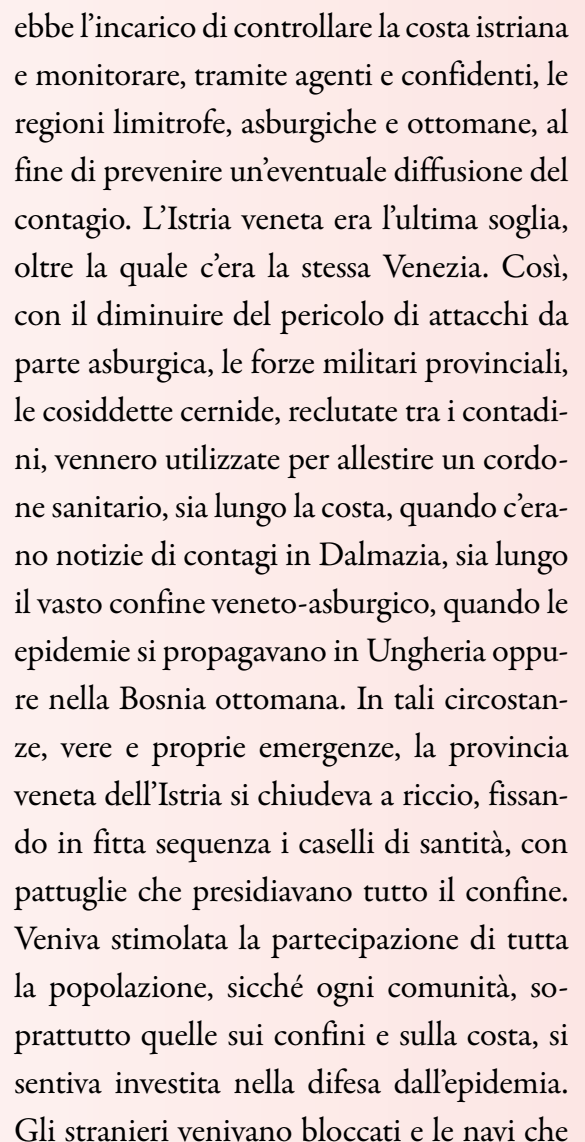 ebbe l’incarico di controllare la costa istriana
e monitorare, tramite agenti e confidenti, le
regioni limitrofe, asburgiche e ottomane, al
fine di prevenire un’eventuale diffusione del
contagio. L’Istria veneta era l’ultima soglia,
oltre la quale c’era la stessa Venezia. Così,
con il diminuire del pericolo di attacchi da
parte asburgica, le forze militari provinciali,
le cosiddette cernide, reclutate tra i contadi-
ni, vennero utilizzate per allestire un cordo-
ne sanitario, sia lungo la costa, quando c’era-
no notizie di contagi in Dalmazia, sia lungo
il vasto confine veneto-asburgico, quando le
epidemie si propagavano in Ungheria oppu-
re nella Bosnia ottomana. In tali circostan-
ze, vere e proprie emergenze, la provincia
veneta dell’Istria si chiudeva a riccio, fissan-
do in fitta sequenza i caselli di santità, con
pattuglie che presidiavano tutto il confine.
Veniva stimolata la partecipazione di tutta
la popolazione, sicché ogni comunità, so-
prattutto quelle sui confini e sulla costa, si
sentiva investita nella difesa dall’epidemia.
Gli stranieri venivano bloccati e le navi che